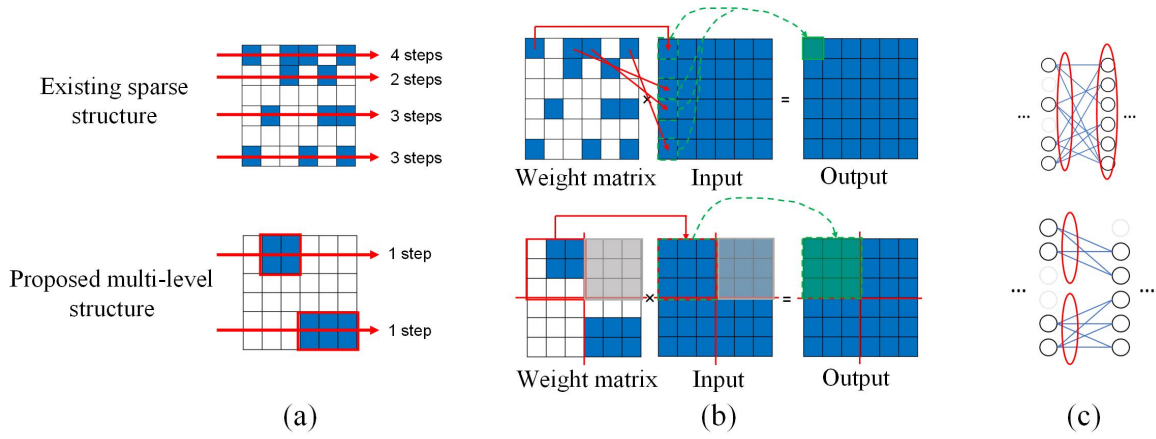 Existing sparse
structure
4 steps
2 steps
3 steps
3 steps
×
=
Weight matrix
Input
Output
...
...
Proposed multi-level
structure
1 step
1 step
×
=
Weight matrix
Input
Output
...
...
(a)
(b)
(c)